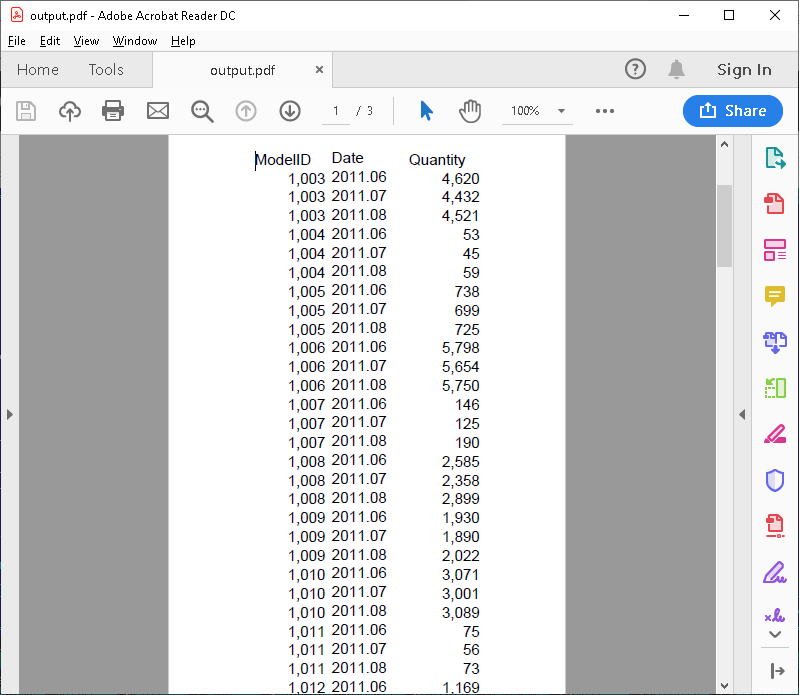 output.pdf - Adobe Acrobat Reader DC
File Edit View Window Help
Home Tools output.pdf × ? Sign In
1 / 3 100% Share
ModelID Date Quantity
1,003 2011.06 4,620
1,003 2011.07 4,432
1,003 2011.08 4,521
1,004 2011.06 53
1,004 2011.07 45
1,004 2011.08 59
1,005 2011.06 738
1,005 2011.07 699
1,005 2011.08 725
1,006 2011.06 5,798
1,006 2011.07 5,654
1,006 2011.08 5,750
1,007 2011.06 146
1,007 2011.07 125
1,007 2011.08 190
1,008 2011.06 2,585
1,008 2011.07 2,358
1,008 2011.08 2,899
1,009 2011.06 1,930
1,009 2011.07 1,890
1,009 2011.08 2,022
1,010 2011.06 3,071
1,010 2011.07 3,001
1,010 2011.08 3,089
1,011 2011.06 75
1,011 2011.07 56
1,011 2011.08 73
1,012 2011.06 1,169